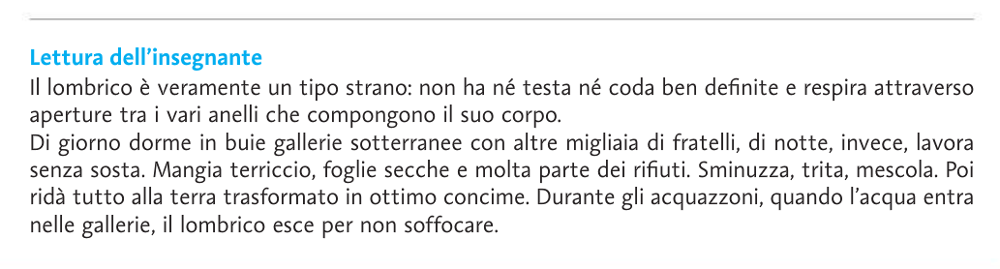 Lettura dell’insegnante
Il lombrico è veramente un tipo strano: non ha né testa né coda ben definite e respira attraverso
aperture tra i vari anelli che compongono il suo corpo.
Di giorno dorme in buie gallerie sotterranee con altre migliaia di fratelli, di notte, invece, lavora
senza sosta. Mangia terriccio, foglie secche e molta parte dei rifiuti. Sminuzza, trita, mescola. Poi
ridà tutto alla terra trasformato in ottimo concime. Durante gli acquazzoni, quando l’acqua entra
nelle gallerie, il lombrico esce per non soffocare.